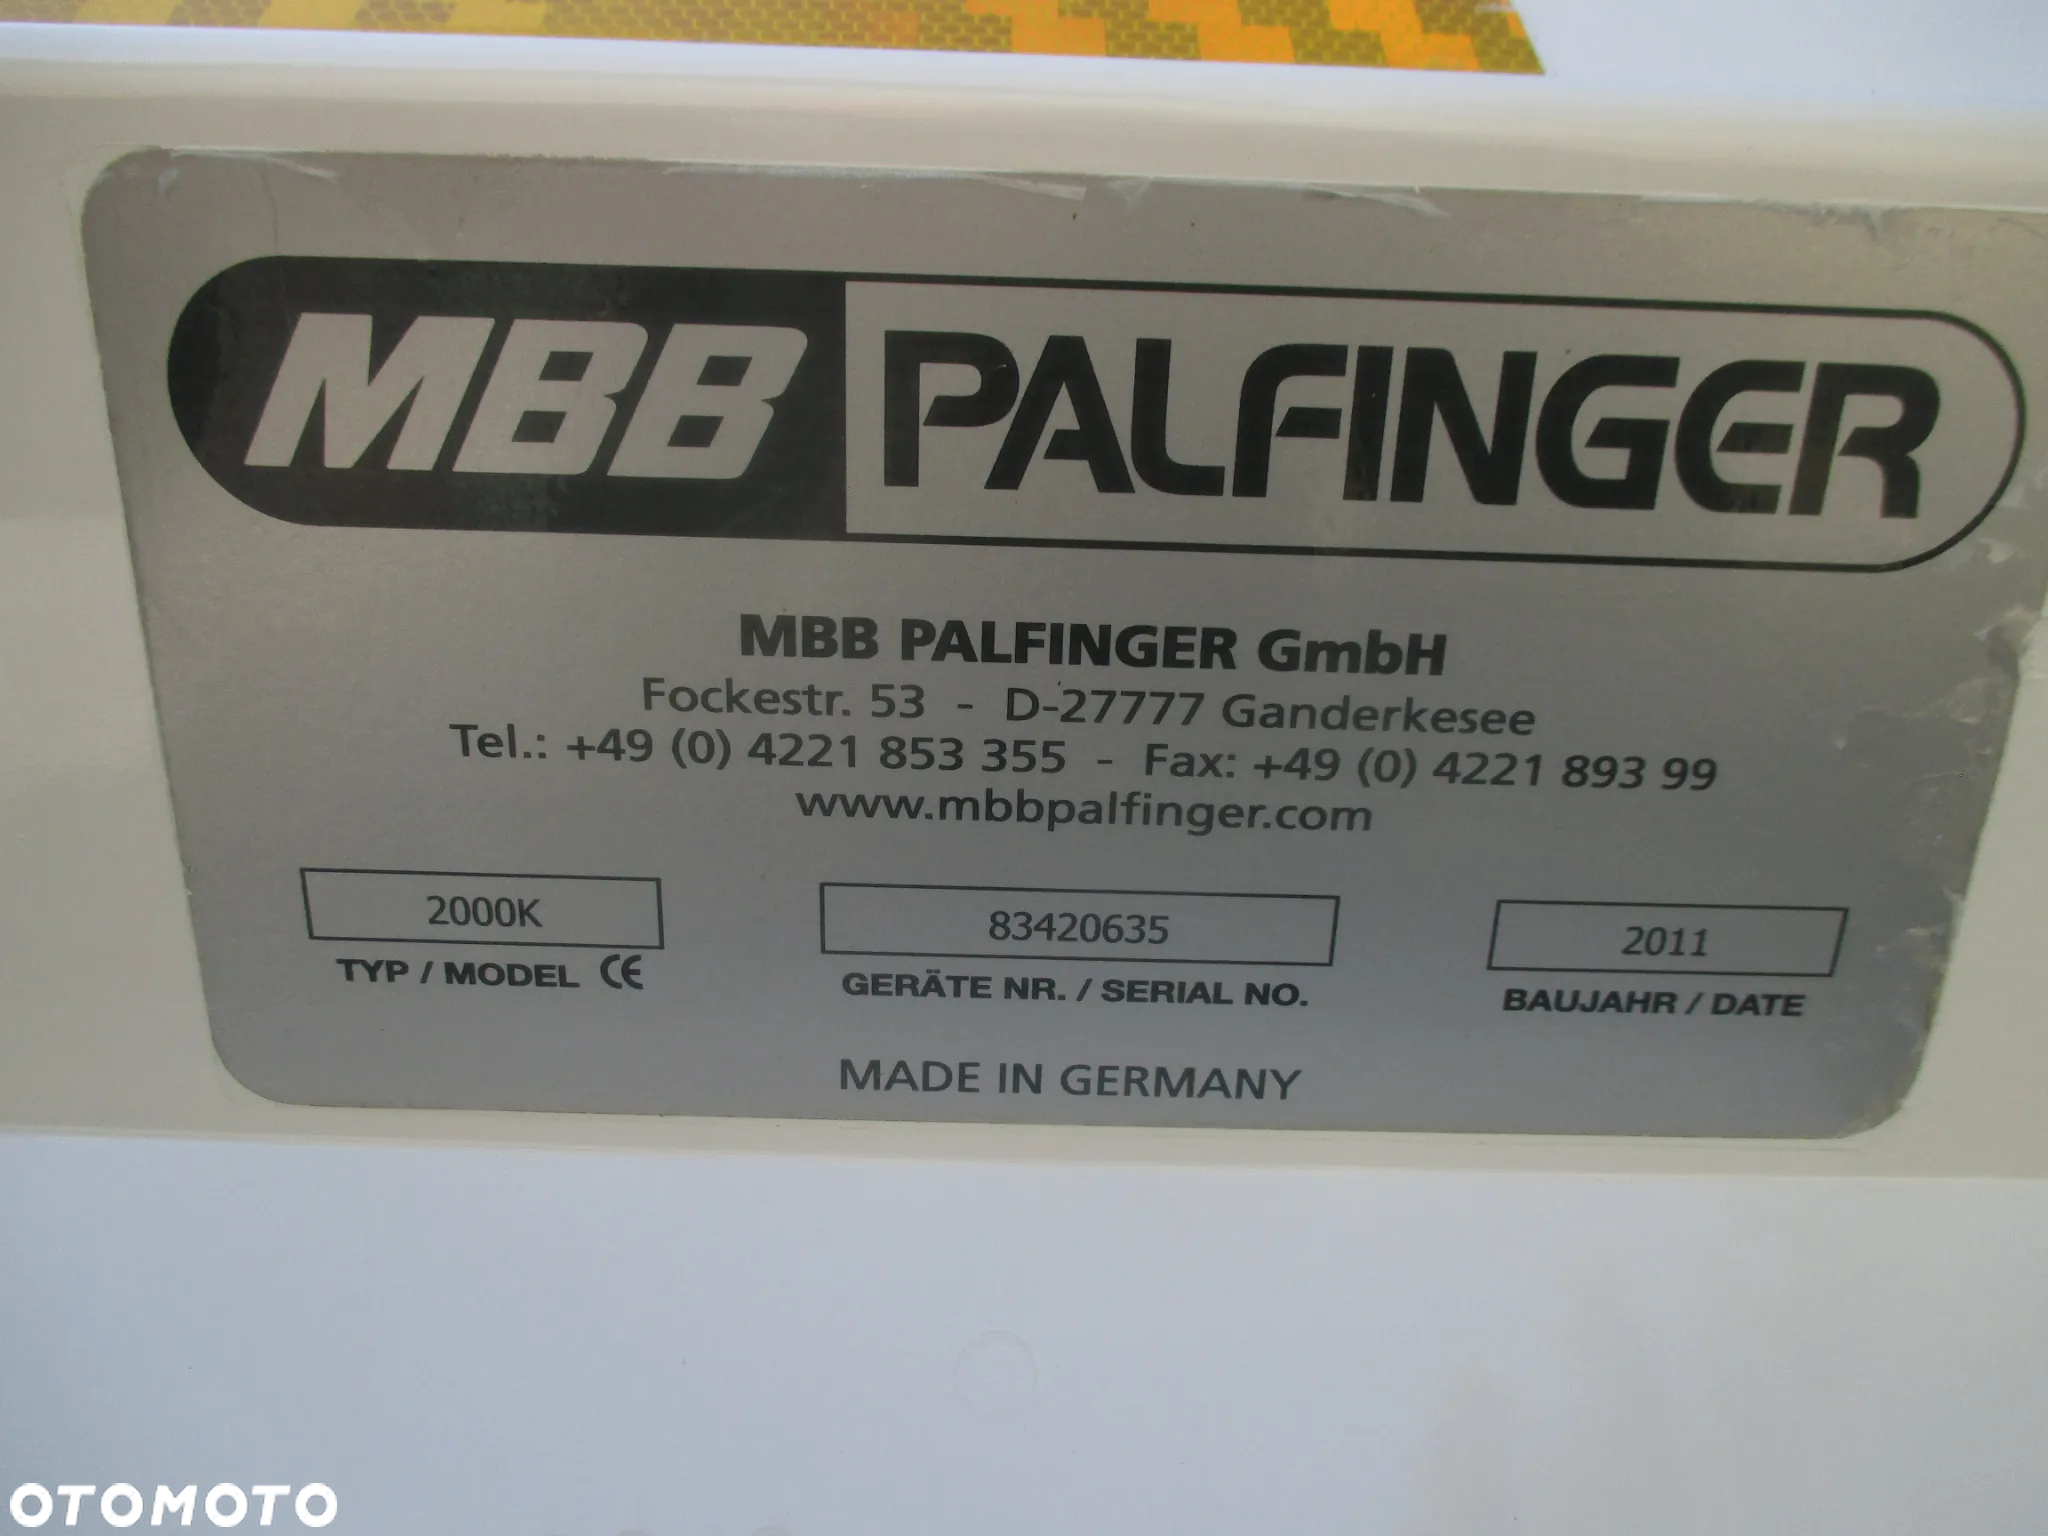 MBB PALFINGER
MBB PALFINGER GmbH
Fockestr. 53 - D-27777 Ganderkesee
Tel.: +49 (0) 4221 853 355 - Fax: +49 (0) 4221 893 99
www.mbbpalfinger.com
2000K 83420635 2011
TYP / MODEL CE GERÄTE NR. / SERIAL NO. BAUJAHR / DATE
MADE IN GERMANY
OTOMOTO